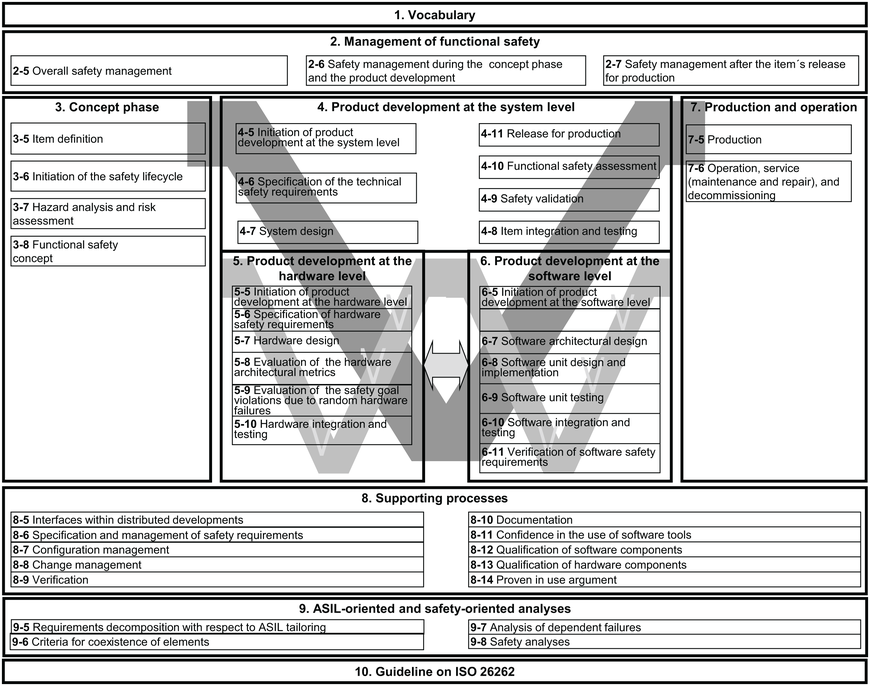 1. Vocabulary
2. Management of functional safety
2-5 Overall safety management
2-6 Safety management during the concept phase
and the product development
2-7 Safety management after the item´s release
for production
3. Concept phase
3-5 Item definition
3-6 Initiation of the safety lifecycle
3-7 Hazard analysis and risk
assessment
3-8 Functional safety
concept
4. Product development at the system level
4-5 Initiation of product
development at the system level
4-6 Specification of the technical
safety requirements
4-7 System design
4-11 Release for production
4-10 Functional safety assessment
4-9 Safety validation
4-8 Item integration and testing
7. Production and operation
7-5 Production
7-6 Operation, service
(maintenance and repair), and
decommissioning
5. Product development at the
hardware level
5-5 Initiation of product
development at the hardware level
5-6 Specification of hardware
safety requirements
5-7 Hardware design
5-8 Evaluation of the hardware
architectural metrics
5-9 Evaluation of the safety goal
violations due to random hardware
failures
5-10 Hardware integration and
testing
6. Product development at the
software level
6-5 Initiation of product
development at the software level
6-7 Software architectural design
6-8 Software unit design and
implementation
6-9 Software unit testing
6-10 Software integration and
testing
6-11 Verification of software safety
requirements
8. Supporting processes
8-5 Interfaces within distributed developments
8-6 Specification and management of safety requirements
8-7 Configuration management
8-8 Change management
8-9 Verification
8-10 Documentation
8-11 Confidence in the use of software tools
8-12 Qualification of software components
8-13 Qualification of hardware components
8-14 Proven in use argument
9. ASIL-oriented and safety-oriented analyses
9-5 Requirements decomposition with respect to ASIL tailoring
9-6 Criteria for coexistence of elements
9-7 Analysis of dependent failures
9-8 Safety analyses
10. Guideline on ISO 26262